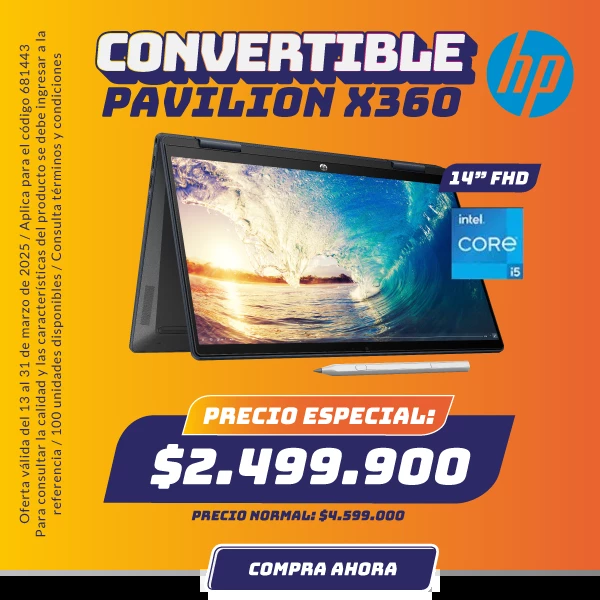 CONVERTIBLE
PAVILION X360
hp
14” FHD
intel.
CORE
i5
PRECIO ESPECIAL:
$2.499.900
PRECIO NORMAL: $4.599.000
COMPRA AHORA
Oferta válida del 13 al 31 de marzo de 2025 / Aplica para el código 681443
Para consultar la calidad y las características del producto se debe ingresar a la
referencia / 100 unidades disponibles / Consulta términos y condiciones